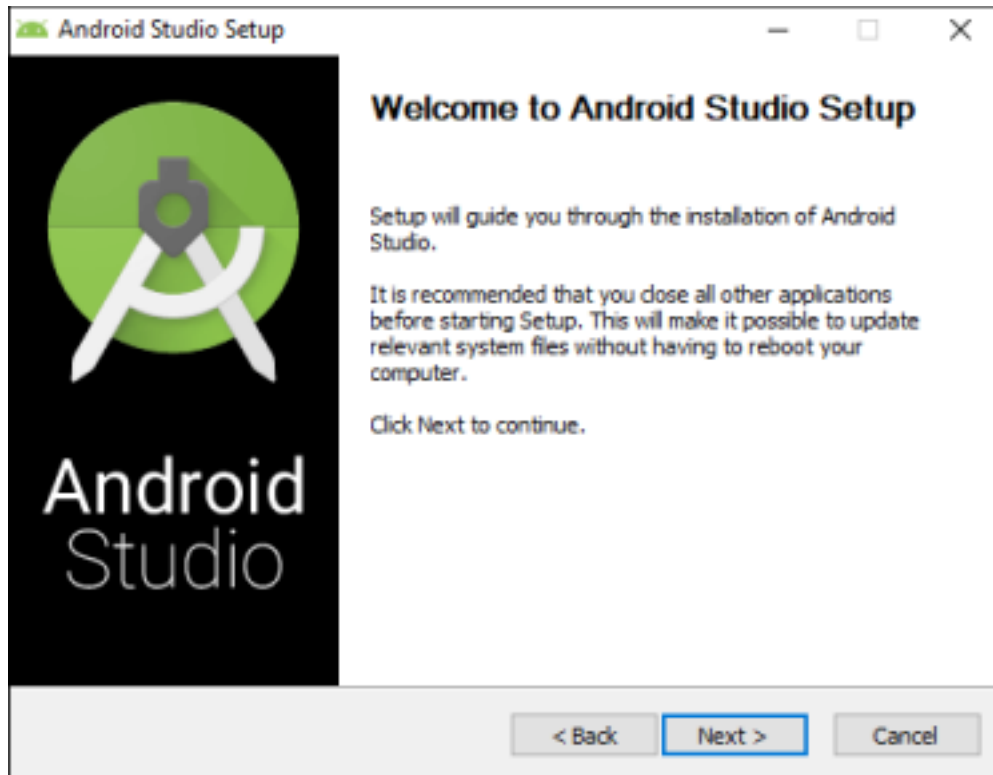 Android Studio Setup
Welcome to Android Studio Setup
Setup will guide you through the installation of Android
Studio.
It is recommended that you close all other applications
before starting Setup. This will make it possible to update
relevant system files without having to reboot your
computer.
Click Next to continue.
Android
Studio
< Back
Next >
Cancel